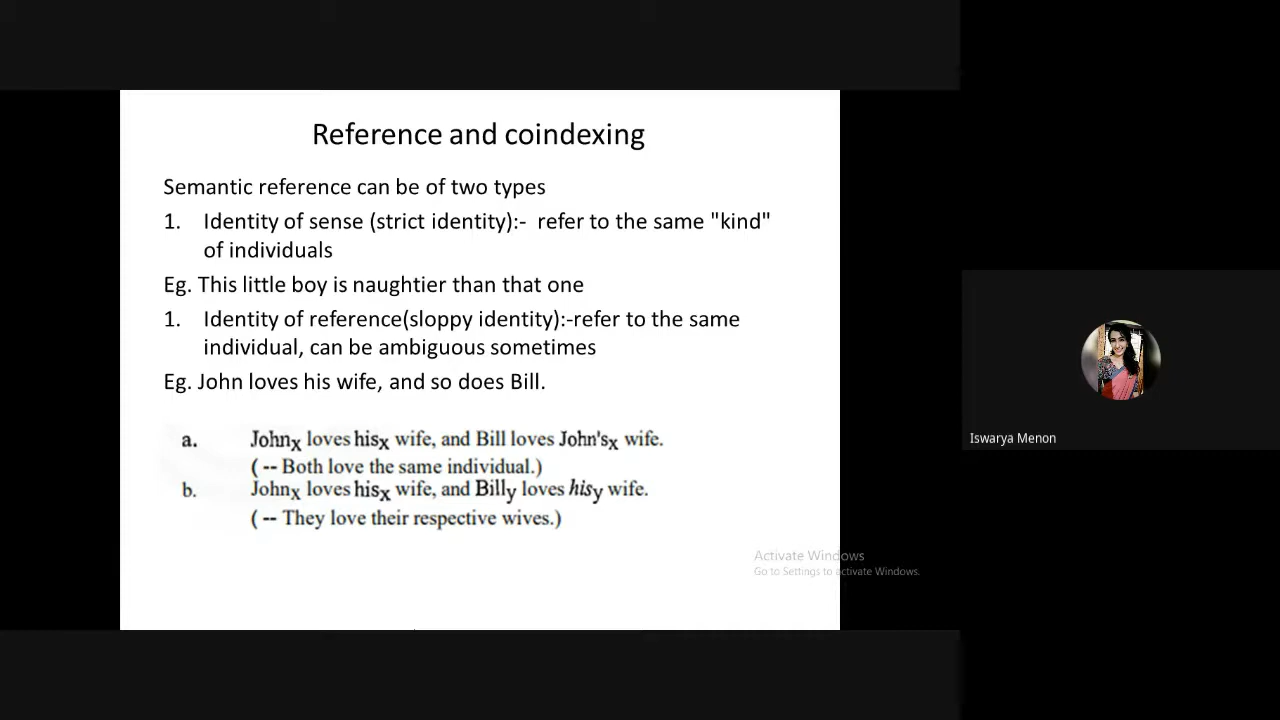 Reference and coindexing
Semantic reference can be of two types
1. Identity of sense (strict identity):- refer to the same "kind"
of individuals
Eg. This little boy is naughtier than that one
1. Identity of reference(sloppy identity):-refer to the same
individual, can be ambiguous sometimes
Eg. John loves his wife, and so does Bill.
a. Johnx loves hisx wife, and Bill loves John'sx wife.
( -- Both love the same individual.)
b. Johnx loves hisx wife, and Billy loves hisy wife.
( -- They love their respective wives.)
Activate Windows
Go to Settings to activate Windows.
Iswarya Menon